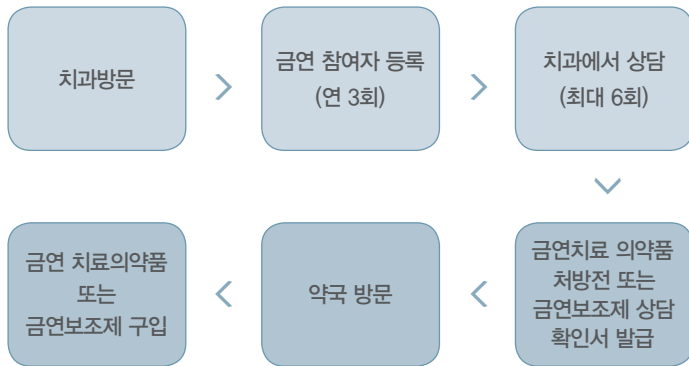 치과방문
금연 참여자 등록
(연 3회)
치과에서 상담
(최대 6회)
금연치료 의약품
처방전 또는
금연보조제 상담
확인서 발급
약국 방문
금연 치료의약품
또는
금연보조제 구입